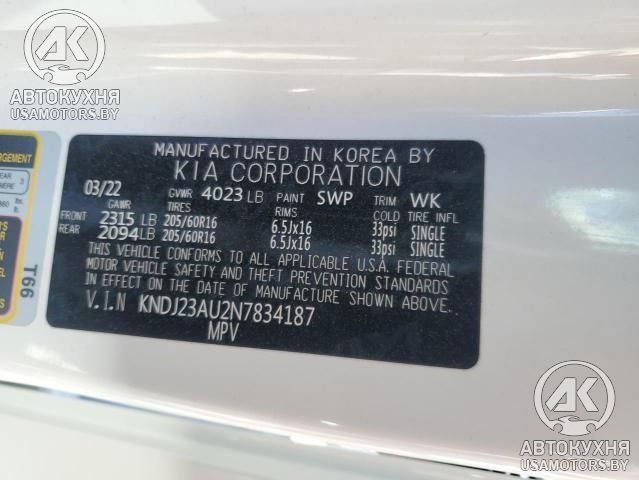 АВТОКУХНЯ
USAMOTORS.BY
MANUFACTURED IN KOREA BY
KIA CORPORATION
03/22 GVWR 4023 LB PAINT SWP TRIM WK
GAWR TIRES RIMS COLD TIRE INFL
FRONT 2315 LB 205/60R16 6.5Jx16 33psi SINGLE
REAR 2094LB 205/60R16 6.5Jx16 33psi SINGLE
THIS VEHICLE CONFORMS TO ALL APPLICABLE U.S.A. FEDERAL
MOTOR VEHICLE SAFETY AND THEFT PREVENTION STANDARDS
IN EFFECT ON THE DATE OF MANUFACTURE SHOWN ABOVE.
V.I.N KNDJ23AU2N7834187
MPV
T66
АВТОКУХНЯ
USAMOTORS.BY